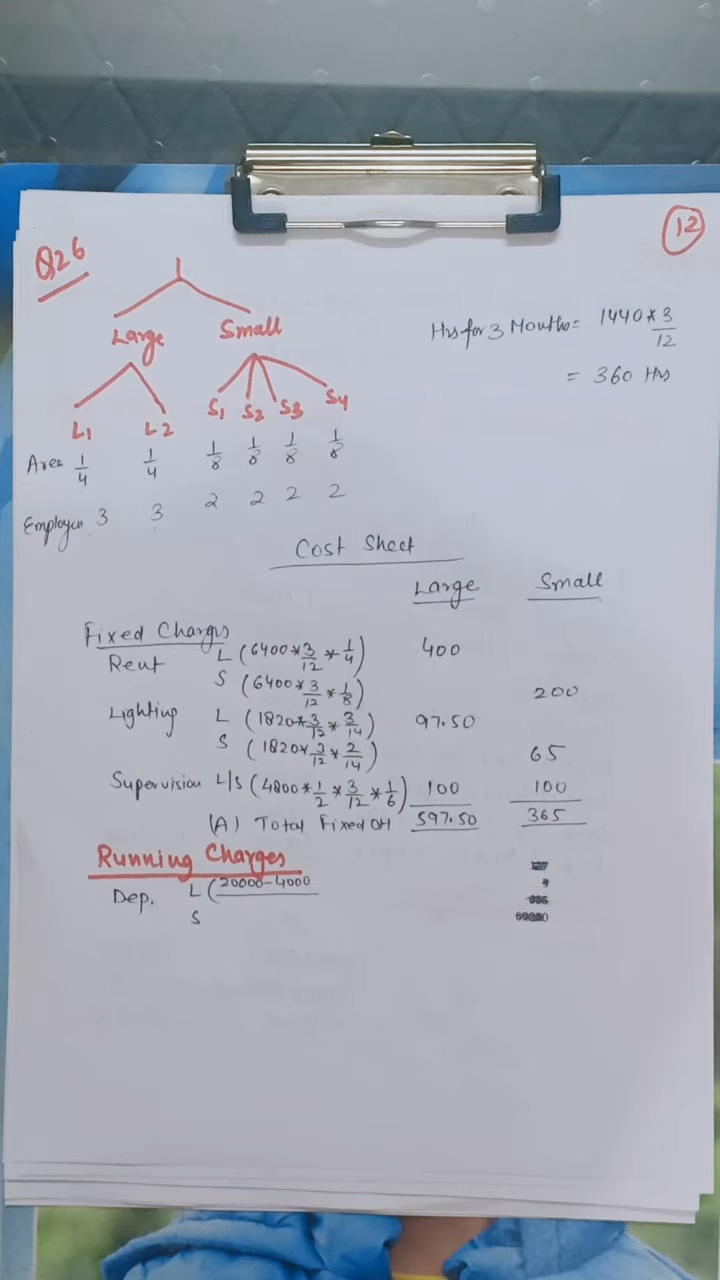 12
Q26
Large Small
L1 L2 S1 S2 S3 S4
Area 1/4 1/4 1/8 1/8 1/8 1/8
3 3 2 2 2 2
Hrs for 3 Months = 1440 * 3/12
= 360 Hrs
Cost Sheet
Large Small
Fixed Charges
Rent L (6400 * 3/12 * 1/4) 400
S (6400 * 3/12 * 1/8) 200
Lighting L (1820 * 3/12 * 3/14) 97.50
S (1820 * 3/12 * 2/14) 65
Supervision L/S (4800 * 1/2 * 3/12 * 1/6) 100 100
(A) Total Fixed OH 597.50 365
Running Charges
Dep. L (20000-4000
S